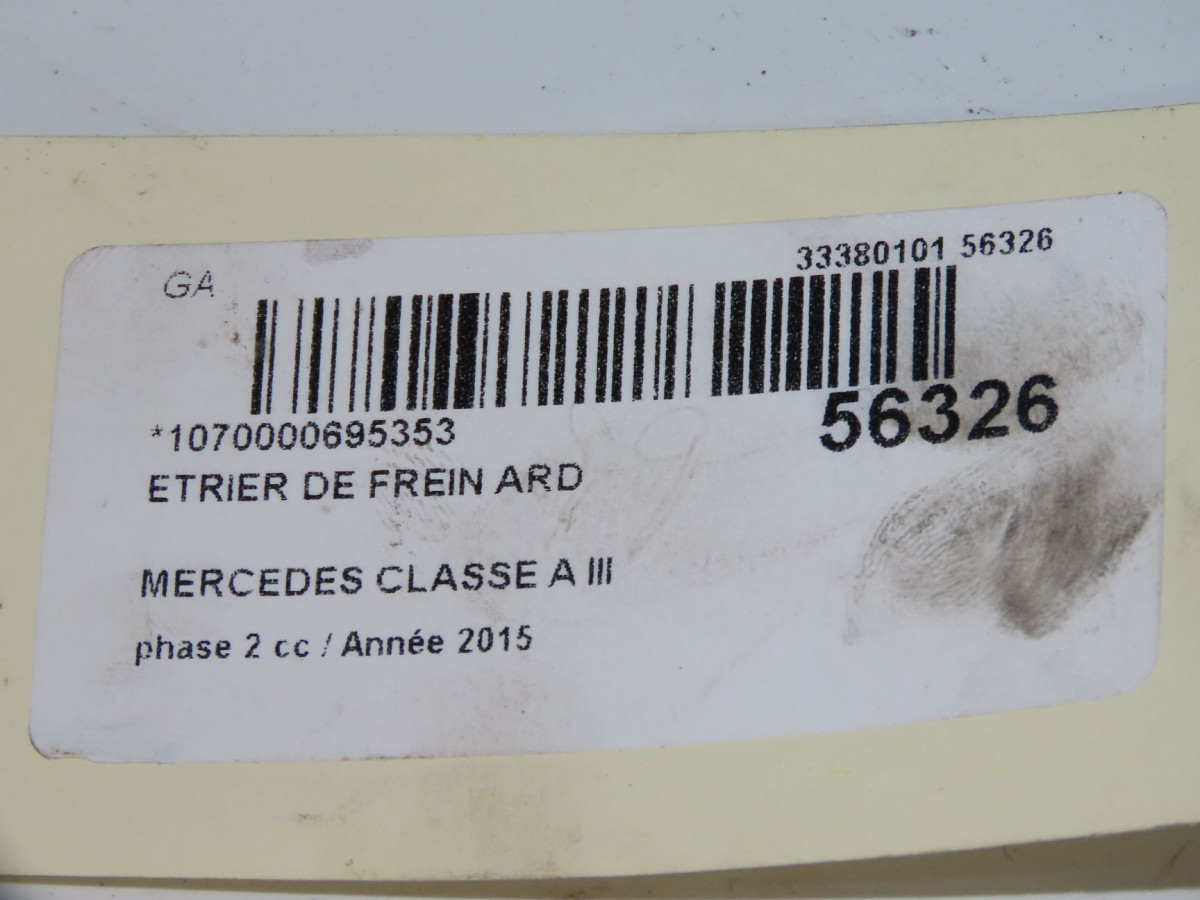 GA
33380101 56326
56326
*1070000695353
ETRIER DE FREIN ARD
MERCEDES CLASSE A III
phase 2 cc / Année 2015